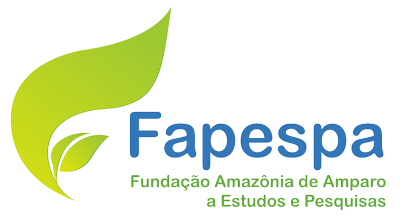 Fapespa
Fundação Amazônia de Amparo
a Estudos e Pesquisas